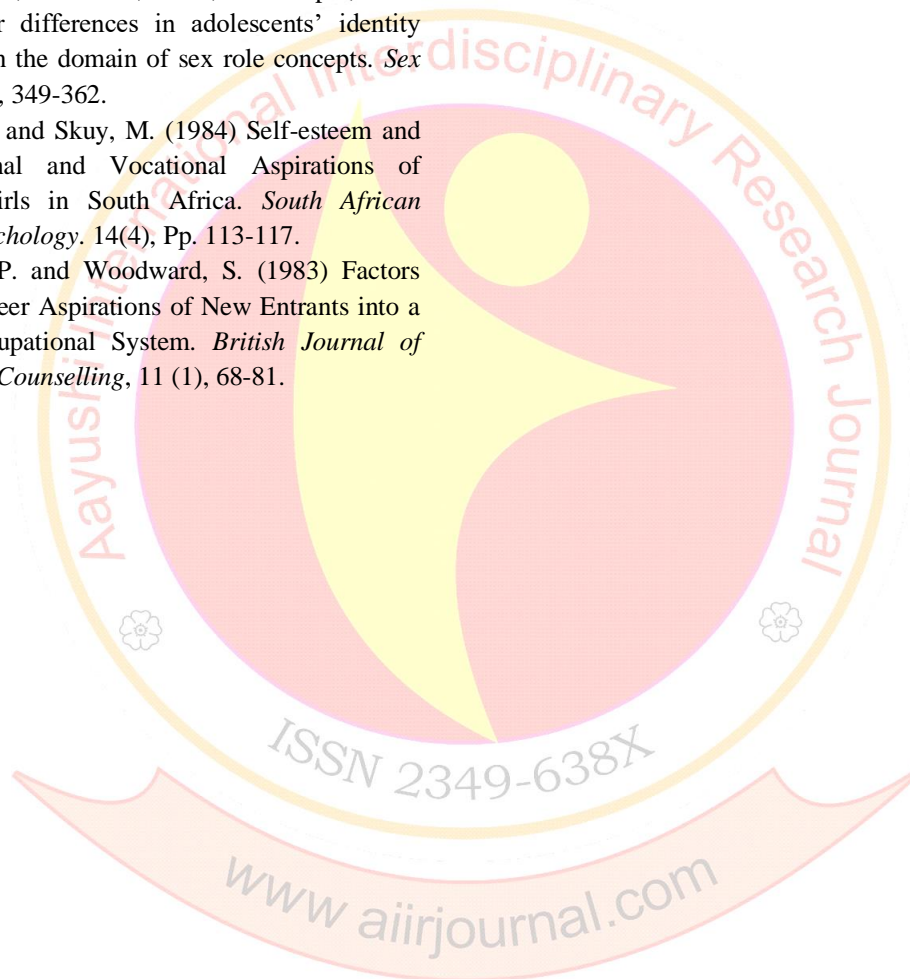 r differences in adolescents’ identity
n the domain of sex role concepts. Sex
, 349-362.
and Skuy, M. (1984) Self-esteem and
nal and Vocational Aspirations of
irls in South Africa. South African
chology. 14(4), Pp. 113-117.
P. and Woodward, S. (1983) Factors
eer Aspirations of New Entrants into a
upational System. British Journal of
Counselling, 11 (1), 68-81.
Aayushi International Interdisciplinary Research Journal
ISSN 2349-638X
www aiirjournal.com